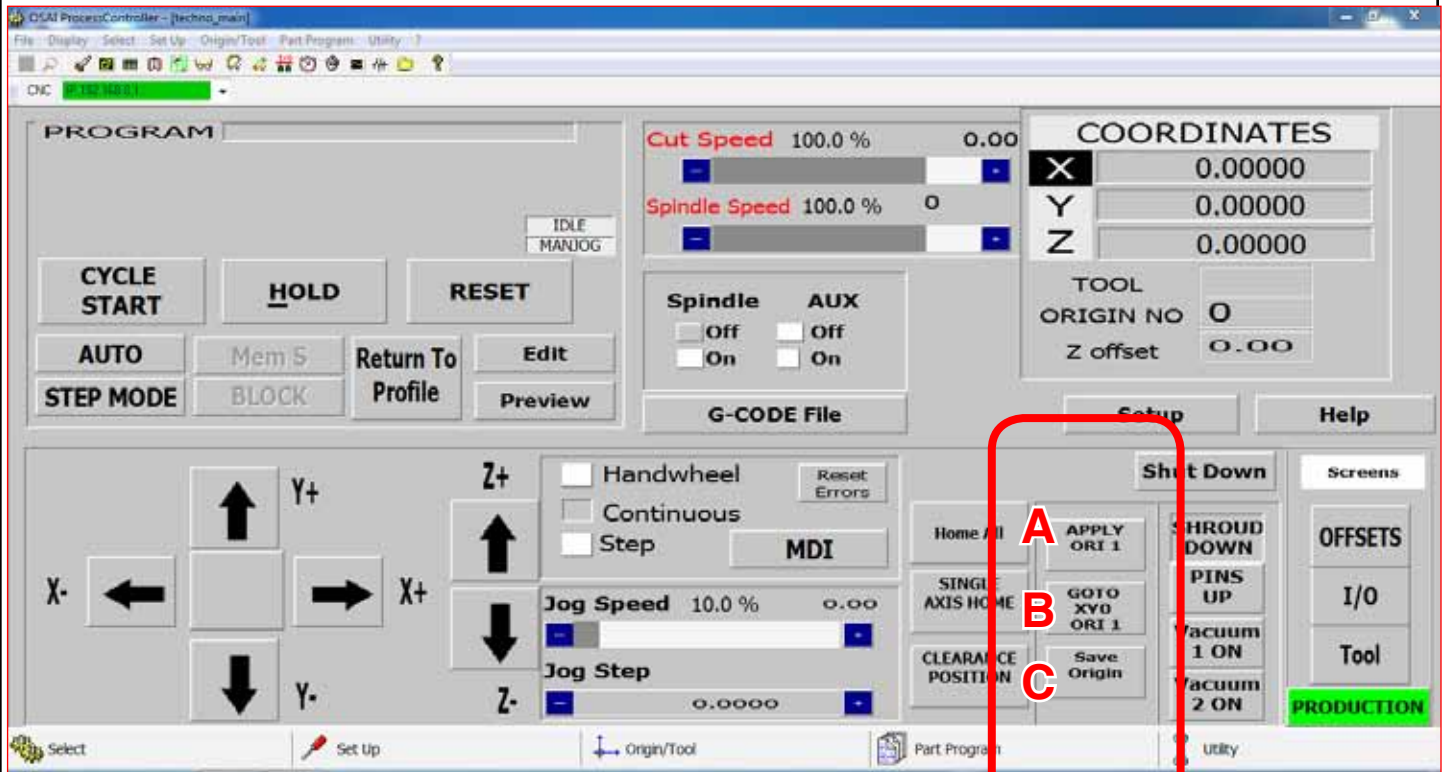 OSAI ProcessController - [techno_main]
File Display Select Set Up Origin/Tool Part Program Utility ?
CNC IP:192.168.0.1
PROGRAM
IDLE
MANJOG
CYCLE
START
HOLD
RESET
AUTO
Mem S
Return To
Profile
Edit
STEP MODE
BLOCK
Preview
Cut Speed 100.0 % 0.00
Spindle Speed 100.0 % 0
Spindle AUX
Off Off
On On
G-CODE File
COORDINATES
X 0.00000
Y 0.00000
Z 0.00000
TOOL
ORIGIN NO 0
Z offset 0.00
Setup
Help
Y+
X-
X+
Y-
Z+
Z-
Handwheel
Continuous
Step
Reset
Errors
MDI
Jog Speed 10.0 % 0.00
Jog Step
0.0000
Home All
SINGLE
AXIS HOME
CLEARANCE
POSITION
A
APPLY
ORI 1
B
GOTO
XY0
ORI 1
C
Save
Origin
Shut Down
SHROUD
DOWN
PINS
UP
Vacuum
1 ON
Vacuum
2 ON
Screens
OFFSETS
I/O
Tool
PRODUCTION
Select Set Up Origin/Tool Part Program Utility